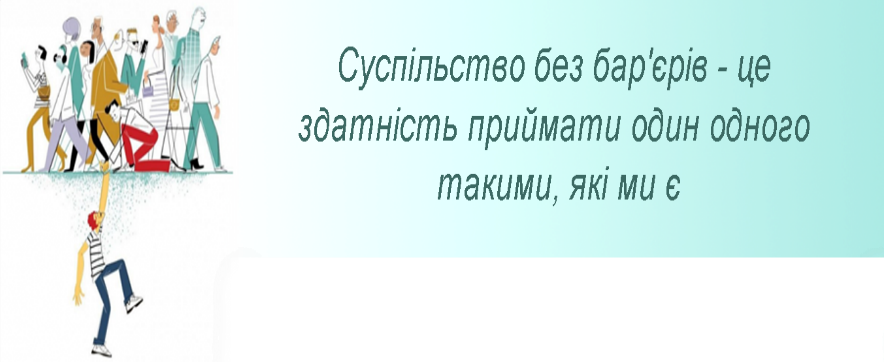 Суспільство без бар'єрів - це
здатність приймати один одного
такими, які ми є